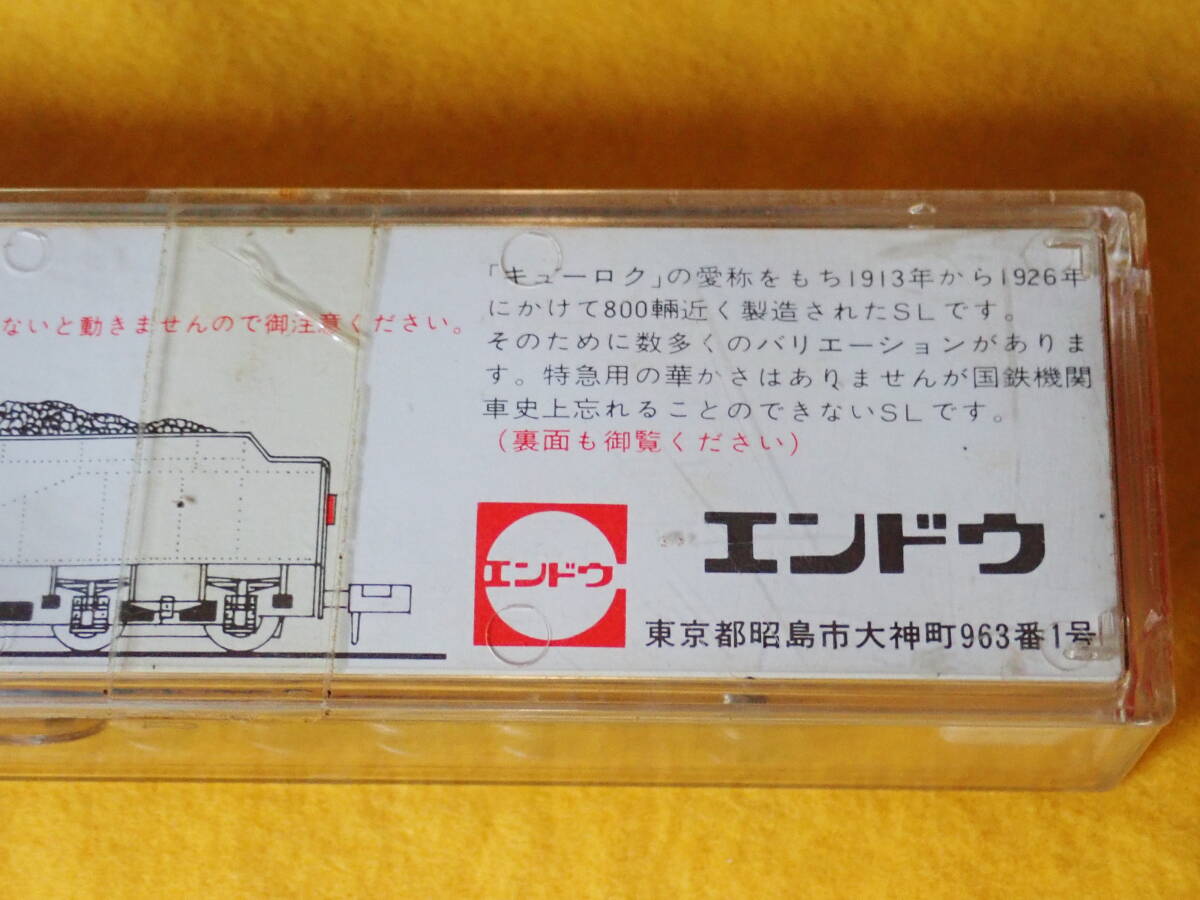 ないと動きませんので御注意ください。
「キューロク」の愛称をもち1913年から1926年
にかけて800輛近く製造されたSLです。
そのために数多くのバリエーションがありま
す。特急用の華かさはありませんが国鉄機関
車史上忘れることのできないSLです。
(裏面も御覧ください)
エンドウ
エンドウ
東京都昭島市大神町963番1号